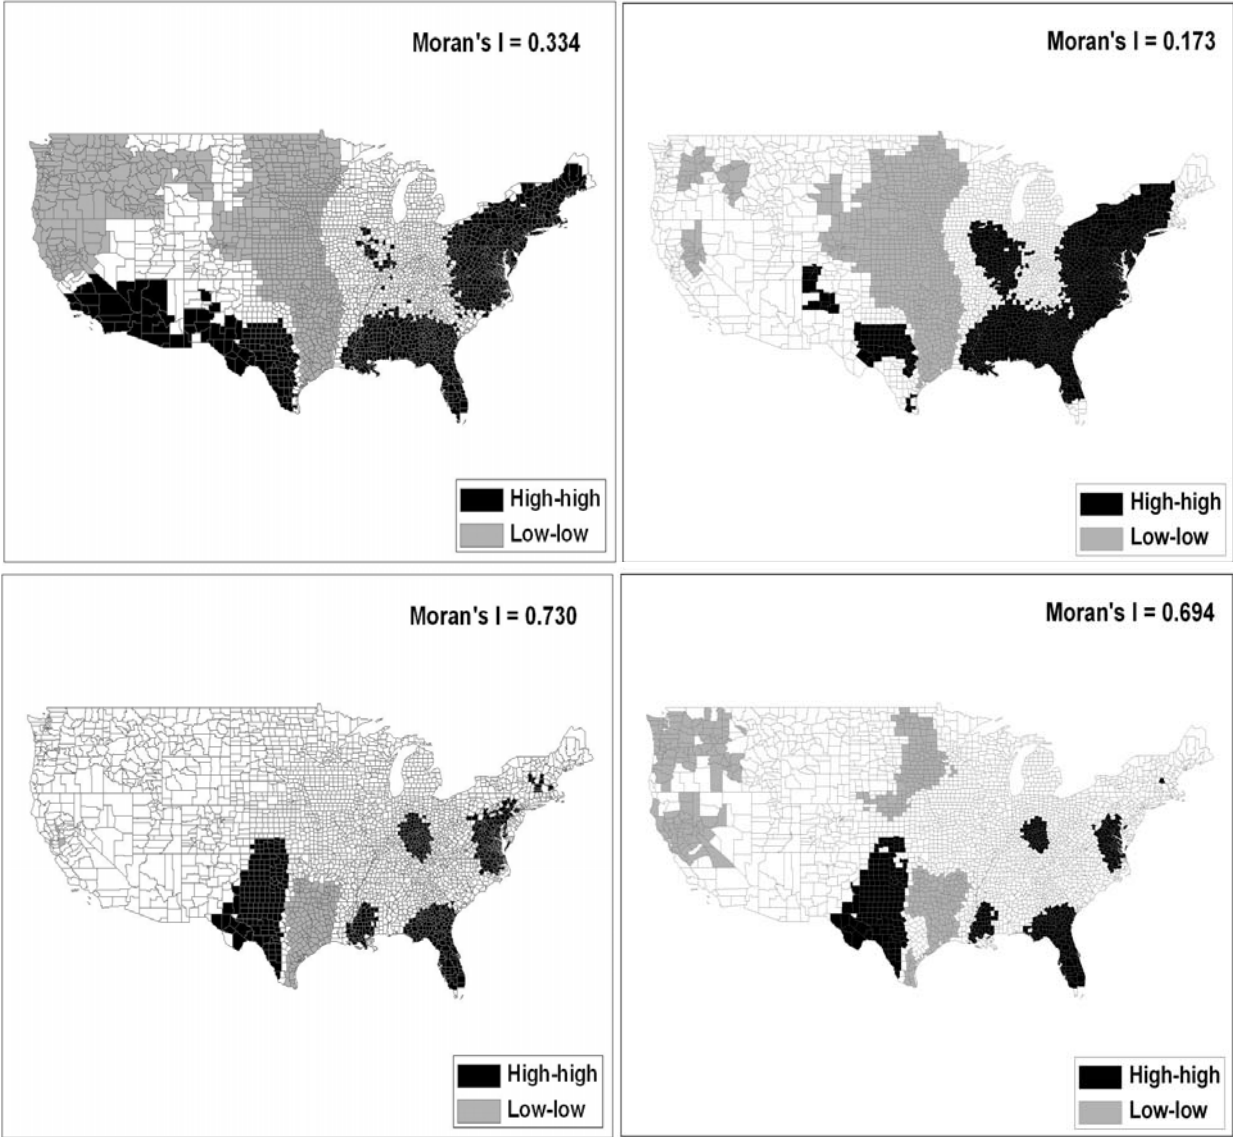 Moran's I = 0.334
High-high
Low-low
Moran's I = 0.173
High-high
Low-low
Moran's I = 0.730
High-high
Low-low
Moran's I = 0.694
High-high
Low-low